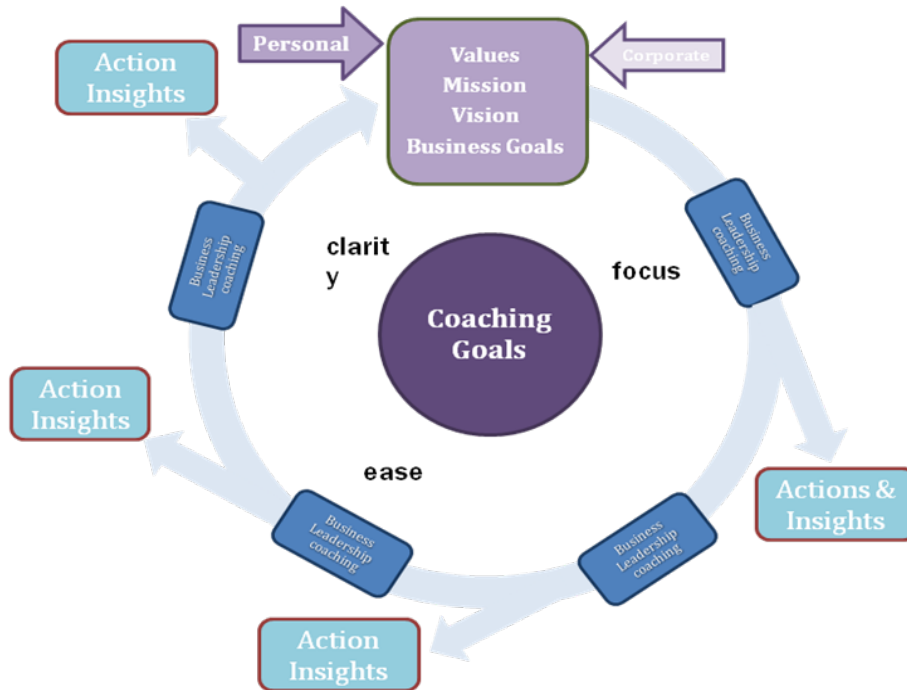 Personal
Values
Mission
Vision
Business Goals
Corporate
Action
Insights
Business
Leadership
coaching
clarit
y
focus
Business
Leadership
coaching
Coaching
Goals
Action
Insights
ease
Actions &
Insights
Business
Leadership
coaching
Business
Leadership
coaching
Action
Insights